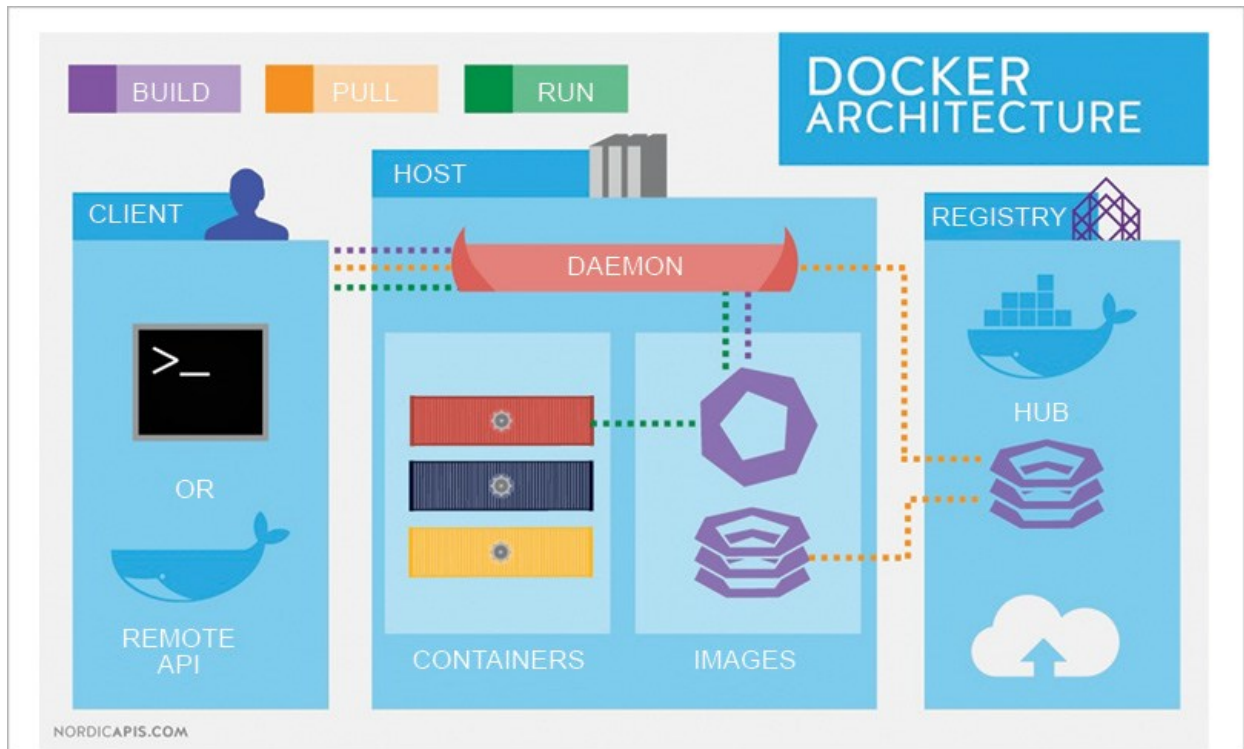 BUILD
PULL
RUN
DOCKER
ARCHITECTURE
HOST
CLIENT
REGISTRY
DAEMON
>_
HUB
OR
REMOTE
API
CONTAINERS
IMAGES
NORDICAPIS.COM